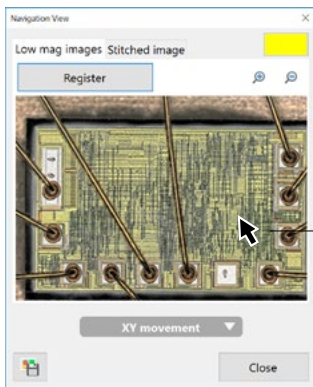 Navigation View
Low mag images Stitched image
Register
XY movement
Close